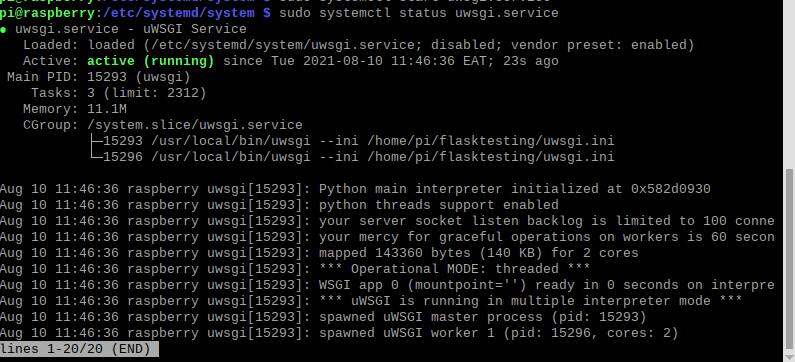 pi@raspberry:/etc/systemd/system $ sudo systemctl status uwsgi.service
● uwsgi.service - uWSGI Service
   Loaded: loaded (/etc/systemd/system/uwsgi.service; disabled; vendor preset: enabled)
   Active: active (running) since Tue 2021-08-10 11:46:36 EAT; 23s ago
 Main PID: 15293 (uwsgi)
    Tasks: 3 (limit: 2312)
   Memory: 11.1M
   CGroup: /system.slice/uwsgi.service
           ├─15293 /usr/local/bin/uwsgi --ini /home/pi/flasktesting/uwsgi.ini
           └─15296 /usr/local/bin/uwsgi --ini /home/pi/flasktesting/uwsgi.ini
Aug 10 11:46:36 raspberry uwsgi[15293]: Python main interpreter initialized at 0x582d0930
Aug 10 11:46:36 raspberry uwsgi[15293]: python threads support enabled
Aug 10 11:46:36 raspberry uwsgi[15293]: your server socket listen backlog is limited to 100 conne
Aug 10 11:46:36 raspberry uwsgi[15293]: your mercy for graceful operations on workers is 60 secon
Aug 10 11:46:36 raspberry uwsgi[15293]: mapped 143360 bytes (140 KB) for 2 cores
Aug 10 11:46:36 raspberry uwsgi[15293]: *** Operational MODE: threaded ***
Aug 10 11:46:36 raspberry uwsgi[15293]: WSGI app 0 (mountpoint='') ready in 0 seconds on interpre
Aug 10 11:46:36 raspberry uwsgi[15293]: *** uWSGI is running in multiple interpreter mode ***
Aug 10 11:46:36 raspberry uwsgi[15293]: spawned uWSGI master process (pid: 15293)
Aug 10 11:46:36 raspberry uwsgi[15293]: spawned uWSGI worker 1 (pid: 15296, cores: 2)
lines 1-20/20 (END)